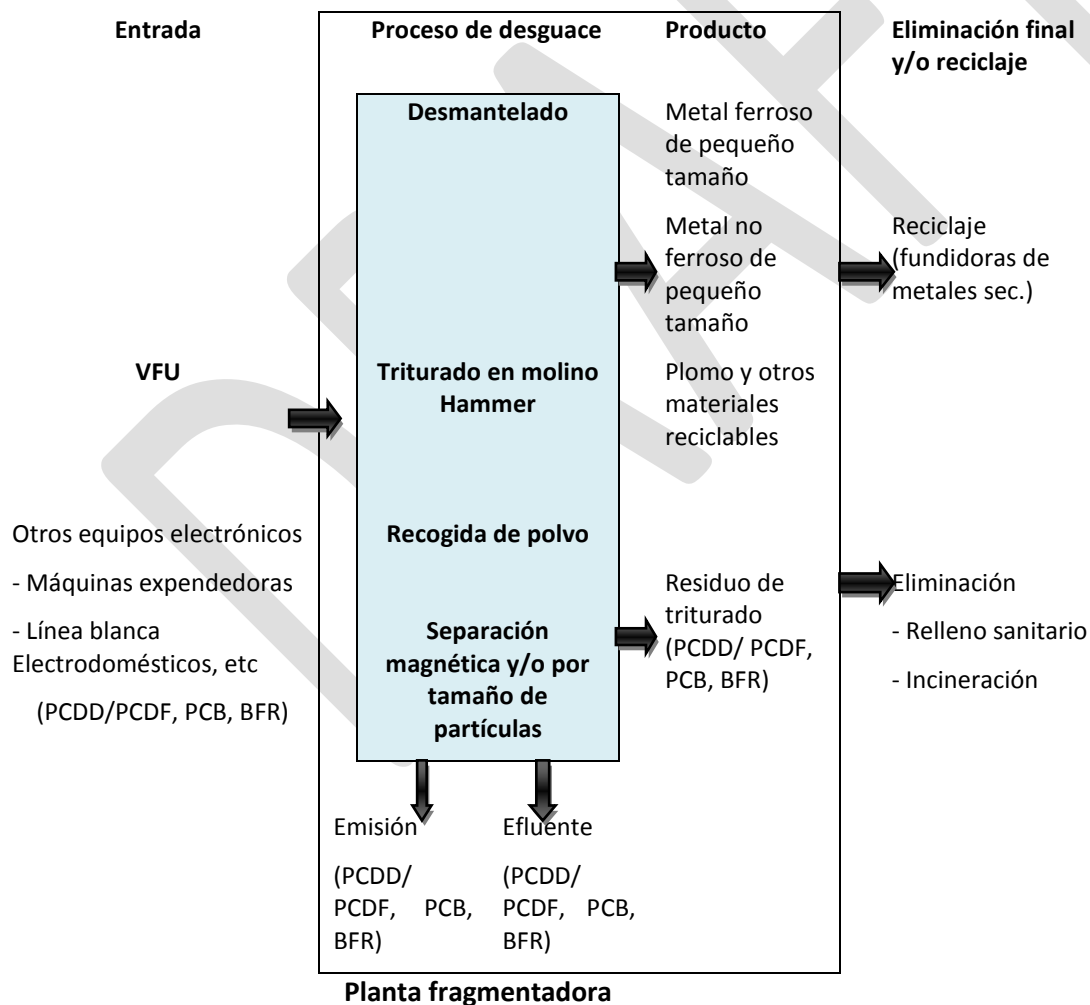 Entrada
Proceso de desguace
Producto
Eliminación final
y/o reciclaje
Desmantelado
Metal ferroso
de pequeño
tamaño
Metal no
ferroso de
pequeño
tamaño
Reciclaje
(fundidoras de
metales sec.)
VFU
Triturado en molino
Hammer
Plomo y otros
materiales
reciclables
Otros equipos electrónicos
- Máquinas expendedoras
- Línea blanca
Electrodomésticos, etc
(PCDD/PCDF, PCB, BFR)
Recogida de polvo
Separación
magnética y/o por
tamaño de
partículas
Residuo de
triturado
(PCDD/ PCDF,
PCB, BFR)
Eliminación
- Relleno sanitario
- Incineración
Emisión
(PCDD/
PCDF, PCB,
BFR)
Efluente
(PCDD/
PCDF, PCB,
BFR)
Planta fragmentadora